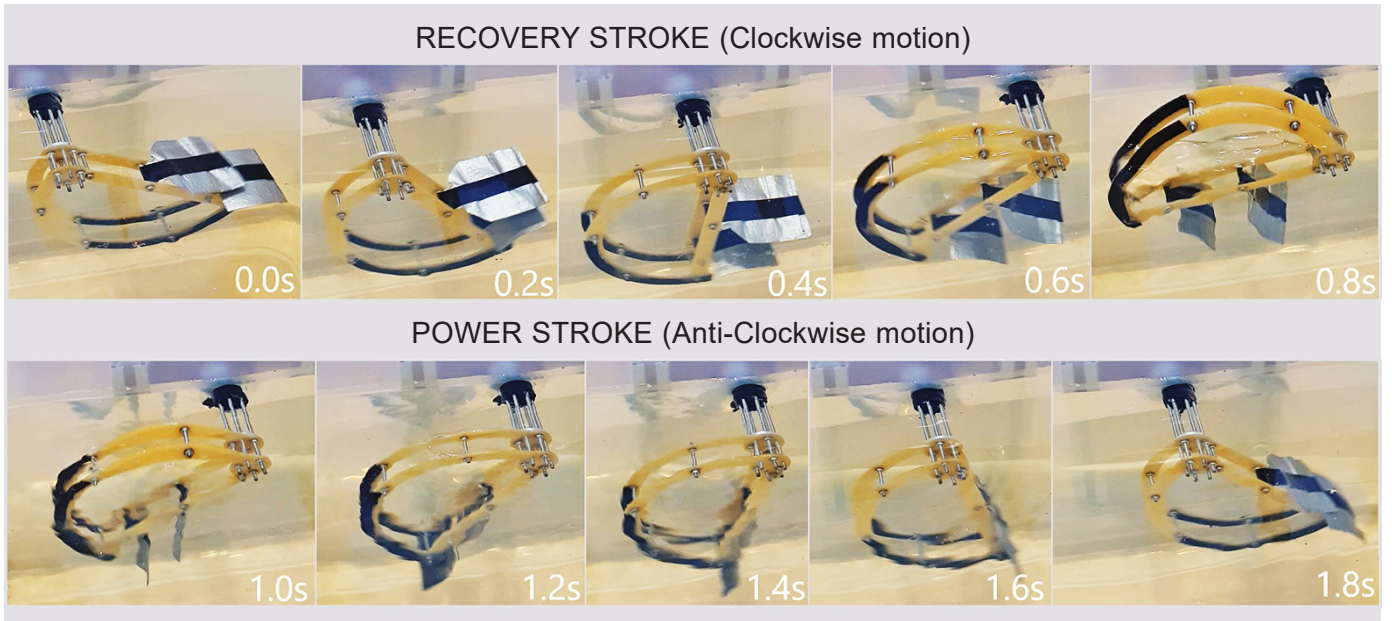 RECOVERY STROKE (Clockwise motion)
0.0s
0.2s
0.4s
0.6s
0.8s
POWER STROKE (Anti-Clockwise motion)
1.0s
1.2s
1.4s
1.6s
1.8s